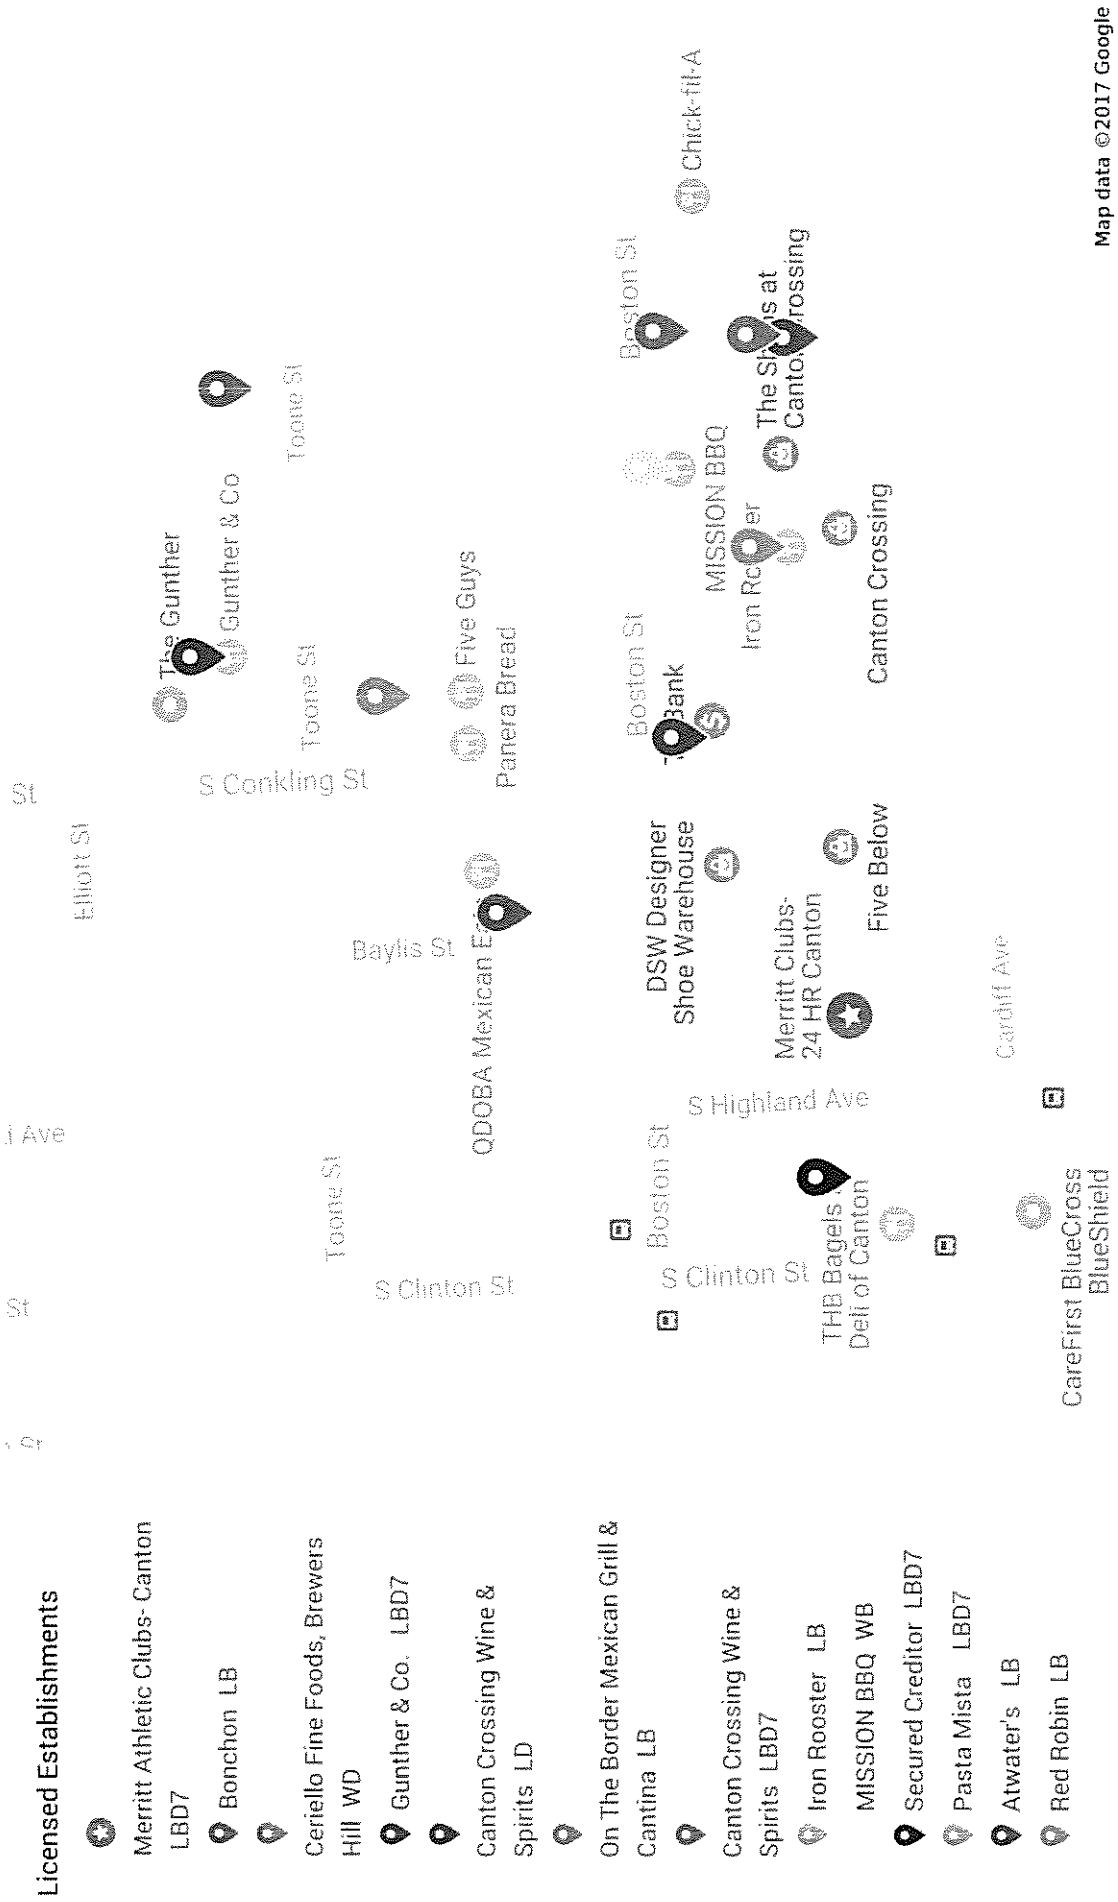 Licensed Establishments
Merritt Athletic Clubs- Canton
LBD7
Bonchon LB
Ceriello Fine Foods, Brewers
Hill WD
Gunther & Co. LBD7
Canton Crossing Wine &
Spirits LD
On The Border Mexican Grill &
Cantina LB
Canton Crossing Wine &
Spirits LBD7
Iron Rooster LB
MISSION BBQ WB
Secured Creditor LBD7
Pasta Mista LBD7
Atwater's LB
Red Robin LB
St
Ave
St
Elliott St
The Gunther
Gunther & Co
Toone St
Toone St
S Conkling St
Toone St
Baylis St
S Clinton St
Five Guys
Panera Bread
QDOBA Mexican
Boston St
Boston St
Boston St
Chick-fil-A
DSW Designer
Shoe Warehouse
Bank
MISSION BBQ
Iron
The at
S Highland Ave
S Clinton St
Merritt Clubs-
24 HR Canton
Five Below
Canton Crossing
THB Bagels
Deli of Canton
Cardiff Ave
CareFirst BlueCross
BlueShield
Map data ©2017 Google